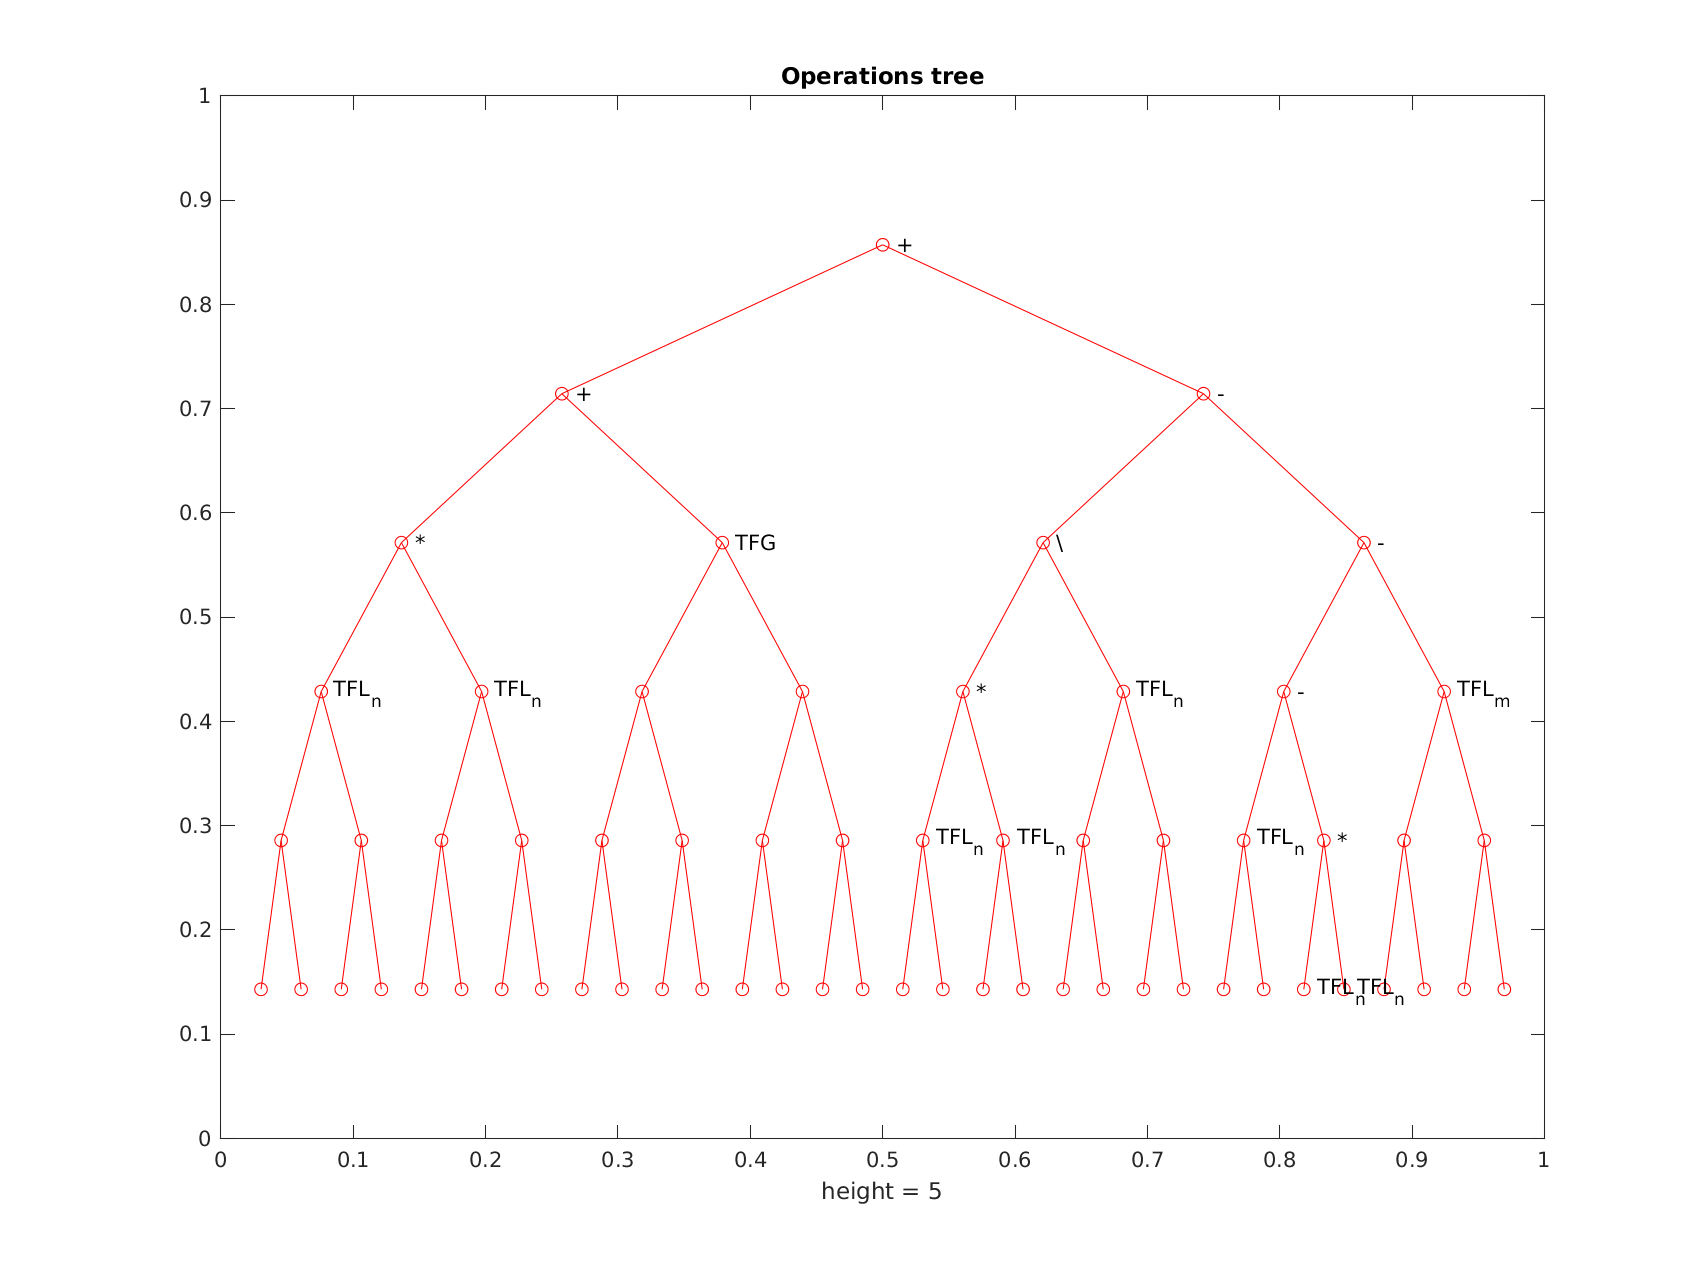 Operations tree
1
0.9
+
0.8
0.7
+ -
0.6
* TFG \ -
0.5
TFLn TFLn * TFLn - TFLm
0.4
0.3
TFLn TFLn TFLn *
0.2
TFLn TFLn
0.1
0
0 0.1 0.2 0.3 0.4 0.5 0.6 0.7 0.8 0.9 1
height = 5